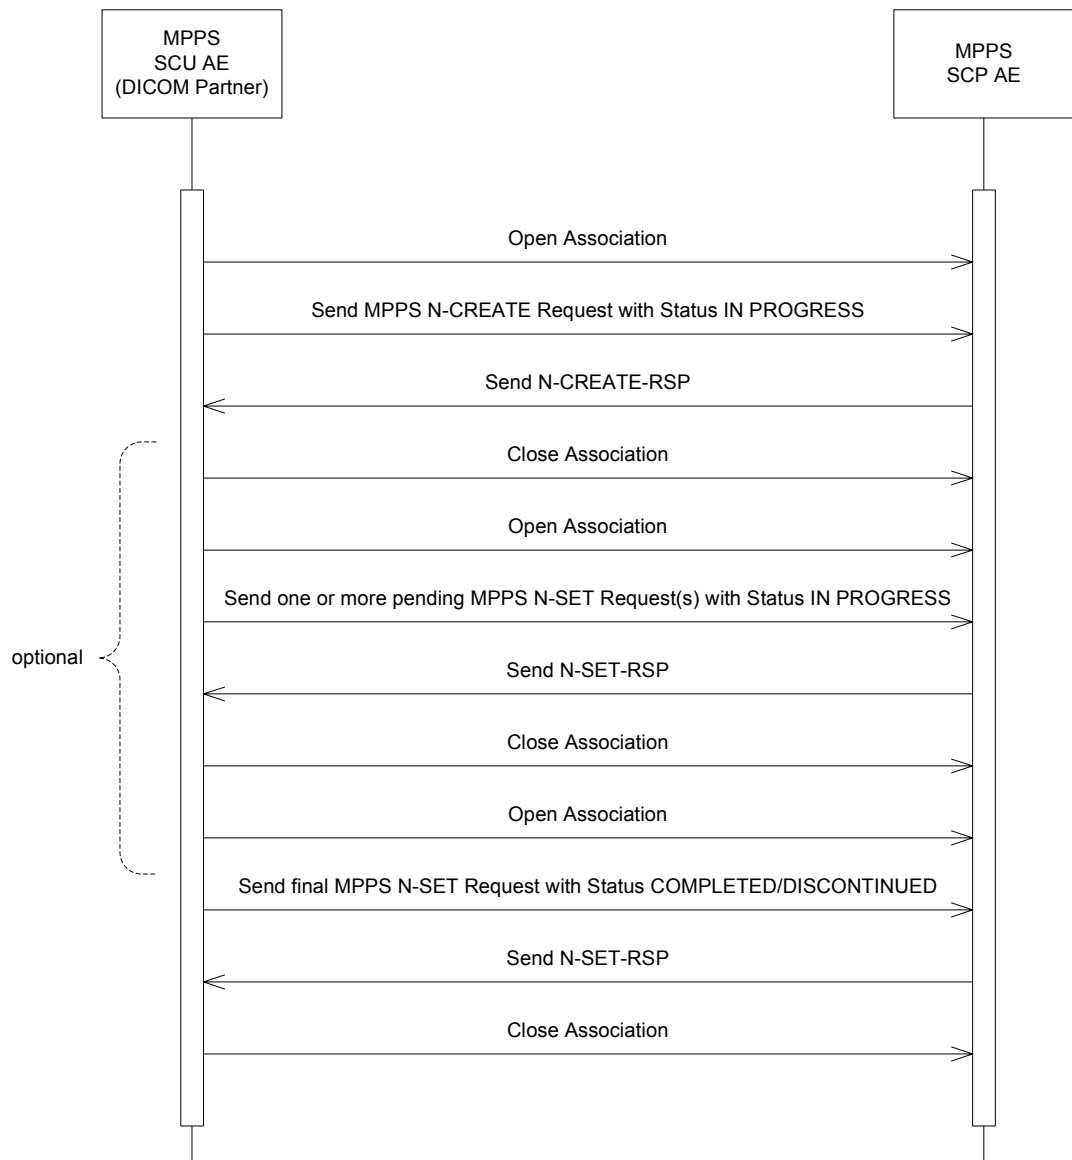 MPPS
SCU AE
(DICOM Partner)
MPPS
SCP AE
Open Association
Send MPPS N-CREATE Request with Status IN PROGRESS
Send N-CREATE-RSP
Close Association
Open Association
Send one or more pending MPPS N-SET Request(s) with Status IN PROGRESS
optional
Send N-SET-RSP
Close Association
Open Association
Send final MPPS N-SET Request with Status COMPLETED/DISCONTINUED
Send N-SET-RSP
Close Association